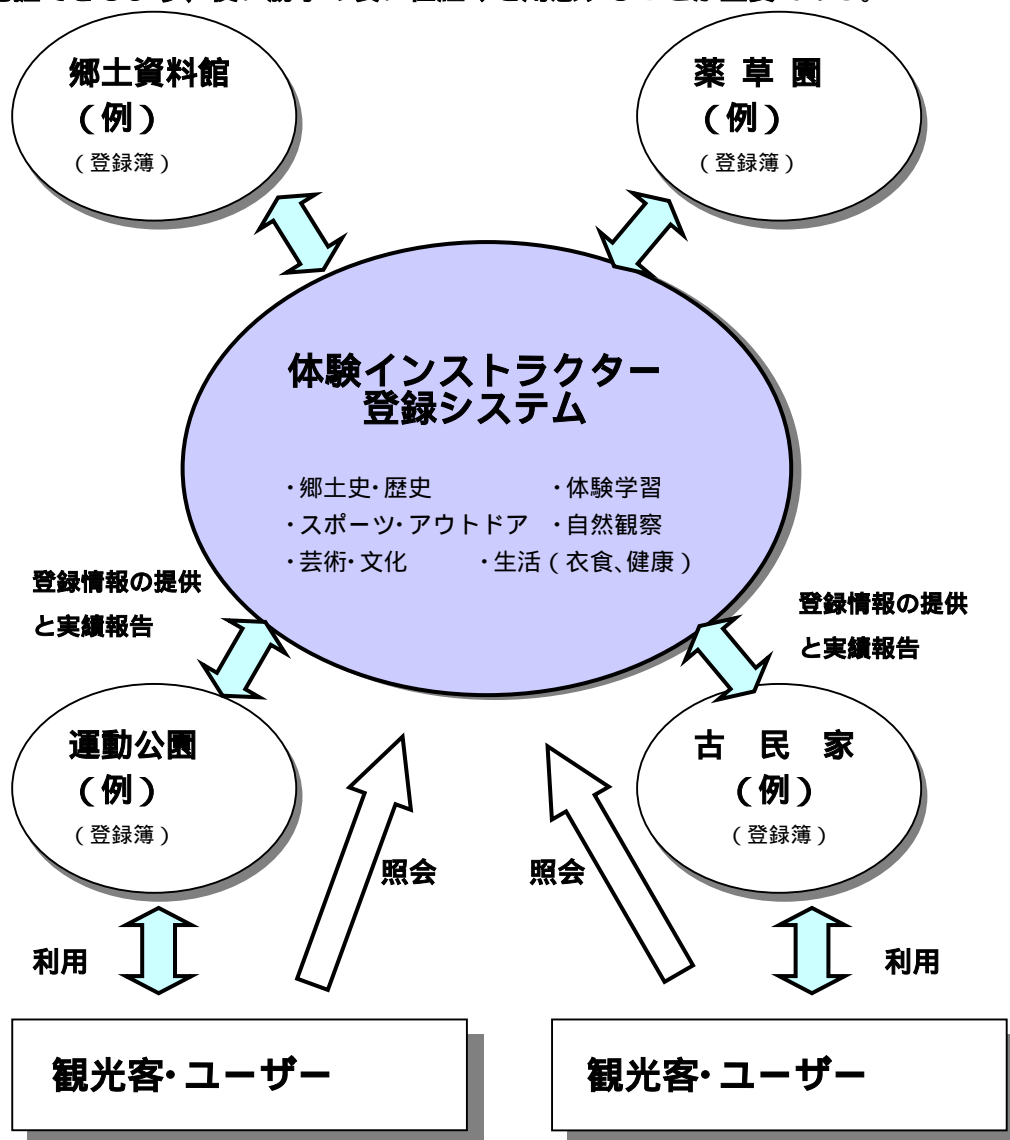 郷土資料館
（例）
（登録簿）
薬 草 園
（例）
（登録簿）
体験インストラクター
登録システム
・郷土史・歴史　・体験学習
・スポーツ・アウトドア　・自然観察
・芸術・文化　・生活（衣食、健康）
登録情報の提供
と実績報告
登録情報の提供
と実績報告
運動公園
（例）
（登録簿）
古 民 家
（例）
（登録簿）
照会
照会
利用
利用
観光客・ユーザー
観光客・ユーザー